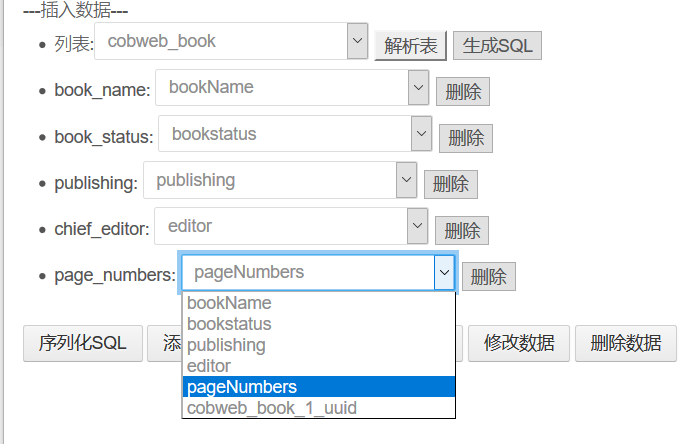 ---插入数据---
列表: cobweb_book 解析表 生成SQL
book_name: bookName 删除
book_status: bookstatus 删除
publishing: publishing 删除
chief_editor: editor 删除
page_numbers: pageNumbers 删除
bookName
bookstatus
publishing
editor
pageNumbers
cobweb_book_1_uuid
序列化SQL 修改数据 删除数据